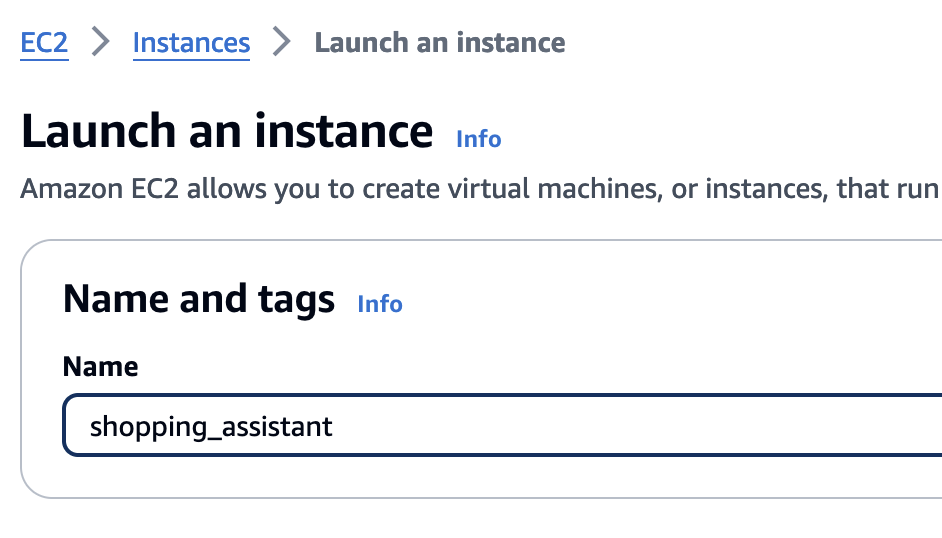 EC2 > Instances > Launch an instance
Launch an instance Info
Amazon EC2 allows you to create virtual machines, or instances, that run
Name and tags Info
Name
shopping_assistant